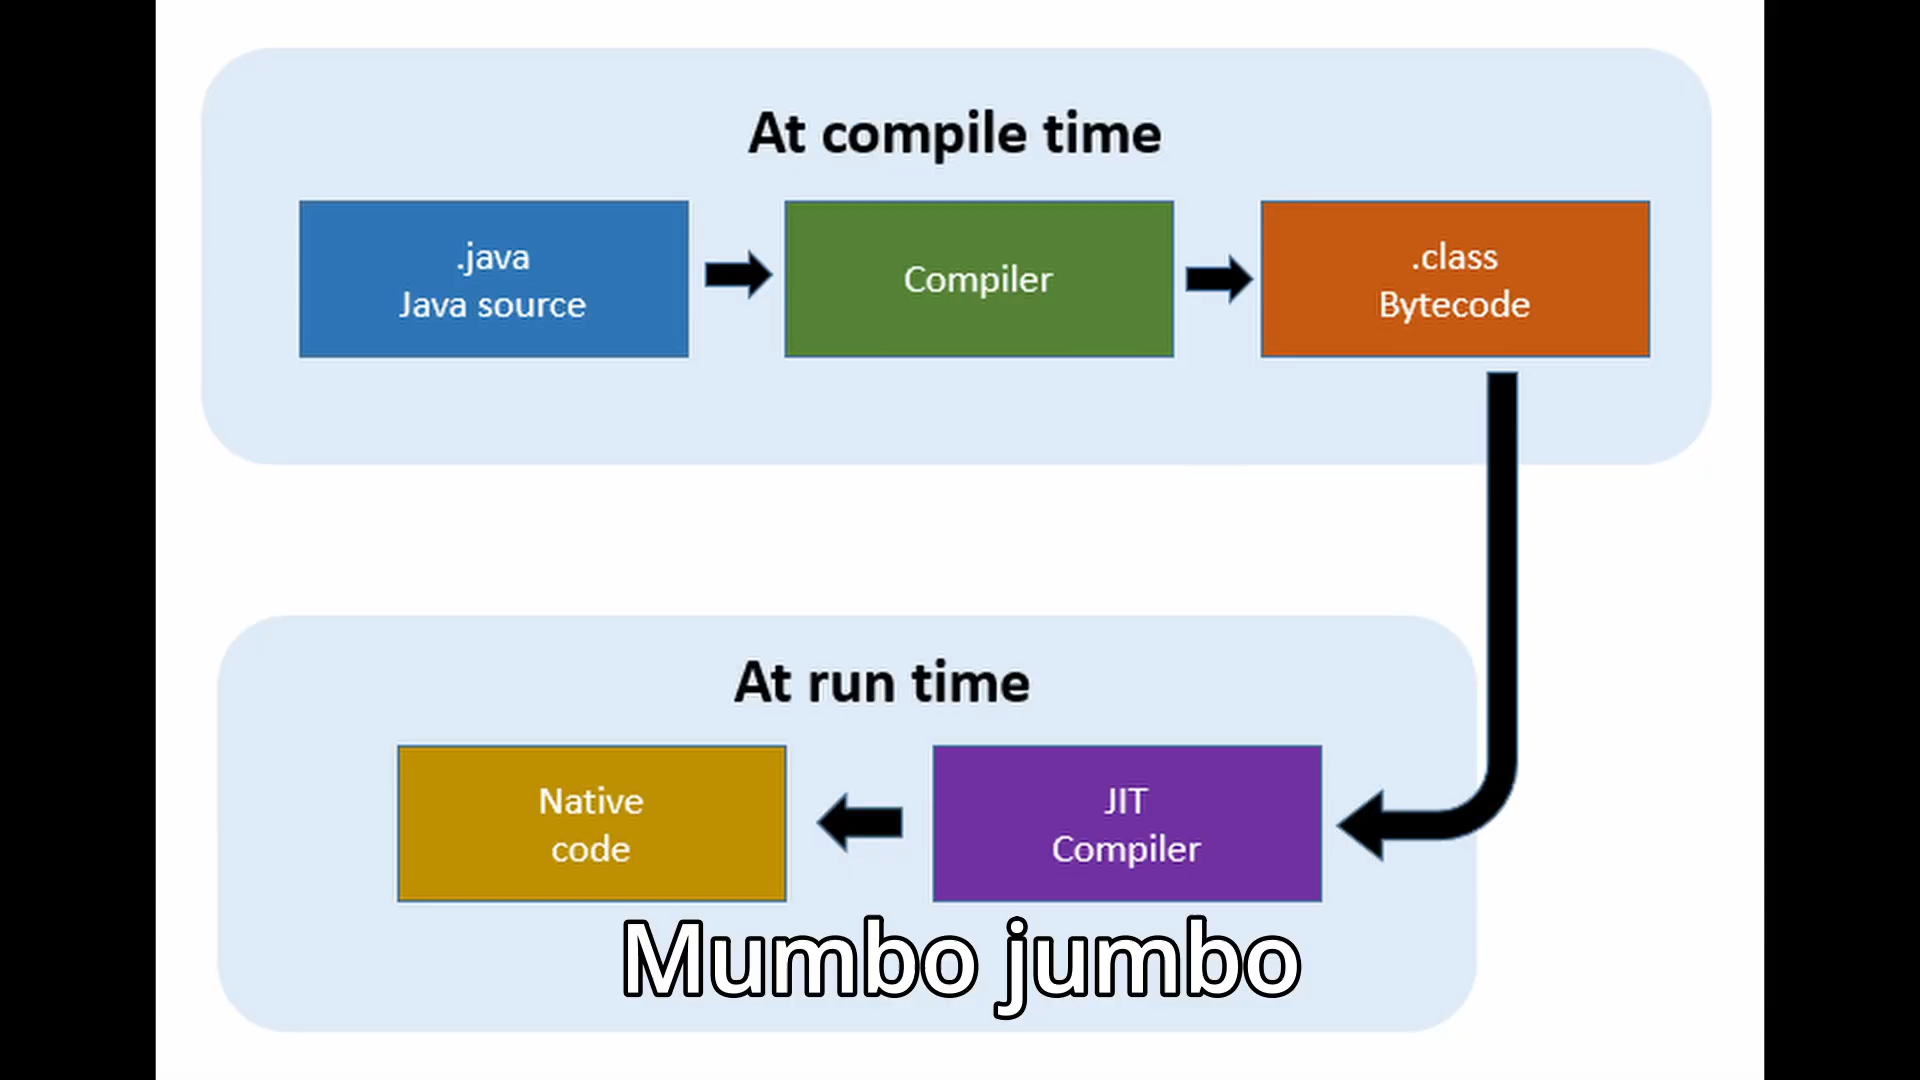 At compile time
.java
Java source
Compiler
.class
Bytecode
At run time
Native
code
JIT
Compiler
Mumbo jumbo